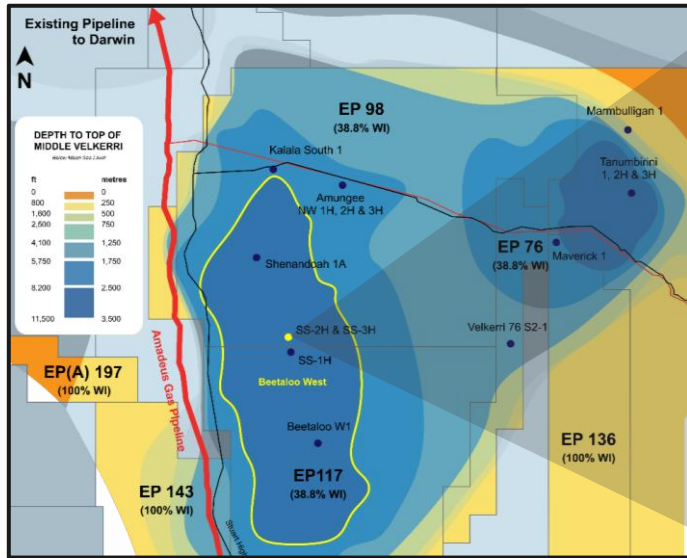 Existing Pipeline
to Darwin
N
DEPTH TO TOP OF
MIDDLE VELKERRI
Below Mean Sea Level
ft metres
0 0
800 250
1,600 500
2,500 750
4,100 1,250
5,750 1,750
8,200 2,500
11,500 3,500
EP 98
(38.8% WI)
Mambulligan 1
Kalala South 1
Tanumbirini
1, 2H & 3H
Amungee
NW 1H, 2H & 3H
EP 76
(38.8% WI)
Maverick 1
Shenandoah 1A
SS-2H & SS-3H
SS-1H
Velkerri 76 S2-1
Beetaloo West
Amadeus Gas Pipeline
EP(A) 197
(100% WI)
Beetaloo W1
EP 136
(100% WI)
EP117
(38.8% WI)
EP 143
(100% WI)
Stuart